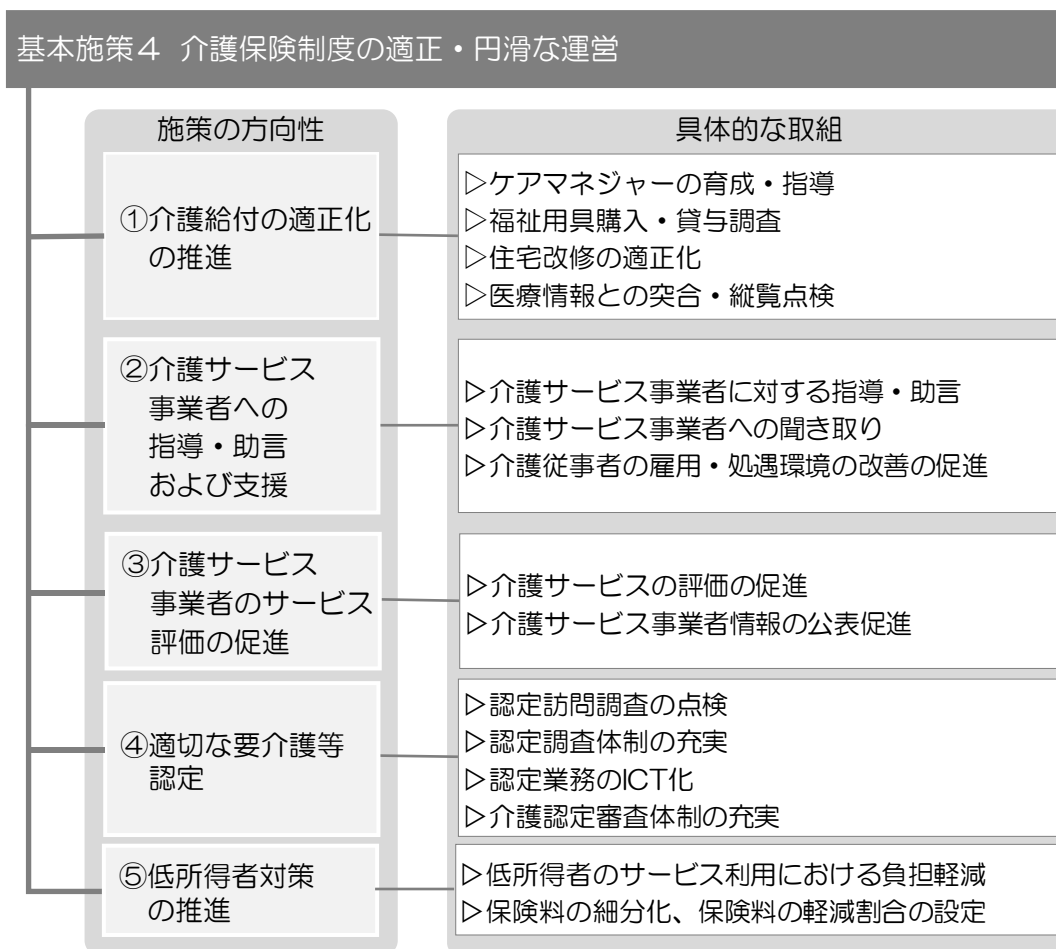 基本施策４ 介護保険制度の適正・円滑な運営
施策の方向性
具体的な取組
①介護給付の適正化
の推進
▷ケアマネジャーの育成・指導
▷福祉用具購入・貸与調査
▷住宅改修の適正化
▷医療情報との突合・縦覧点検
②介護サービス
事業者への
指導・助言
および支援
▷介護サービス事業者に対する指導・助言
▷介護サービス事業者への聞き取り
▷介護従事者の雇用・処遇環境の改善の促進
③介護サービス
事業者のサービス
評価の促進
▷介護サービスの評価の促進
▷介護サービス事業者情報の公表促進
④適切な要介護等
認定
▷認定訪問調査の点検
▷認定調査体制の充実
▷認定業務のICT化
▷介護認定審査体制の充実
⑤低所得者対策
の推進
▷低所得者のサービス利用における負担軽減
▷保険料の細分化、保険料の軽減割合の設定